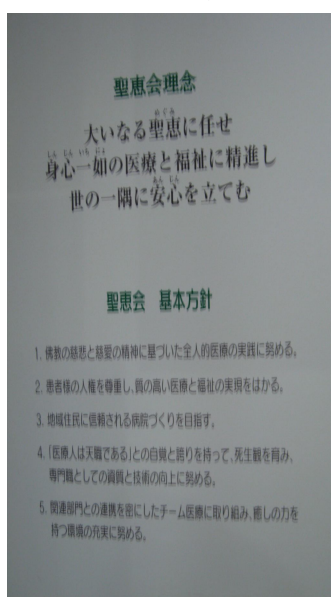 聖恵会理念
大いなる聖恵に任せ
身心一如の医療と福祉に精進し
世の一隅に安心を立てむ
聖恵会 基本方針
1. 佛教の慈悲と慈愛の精神に基づいた全人的医療の実践に努める。
2. 患者様の人権を尊重し、質の高い医療と福祉の実現をはかる。
3. 地域住民に信頼される病院づくりを目指す。
4. 「医療人は天職である」との自覚と誇りを持って、死生観を育み、
専門職としての資質と技術の向上に努める。
5. 関連部門との連携を密にしたチーム医療に取り組み、癒しの力を
持つ環境の充実に努める。